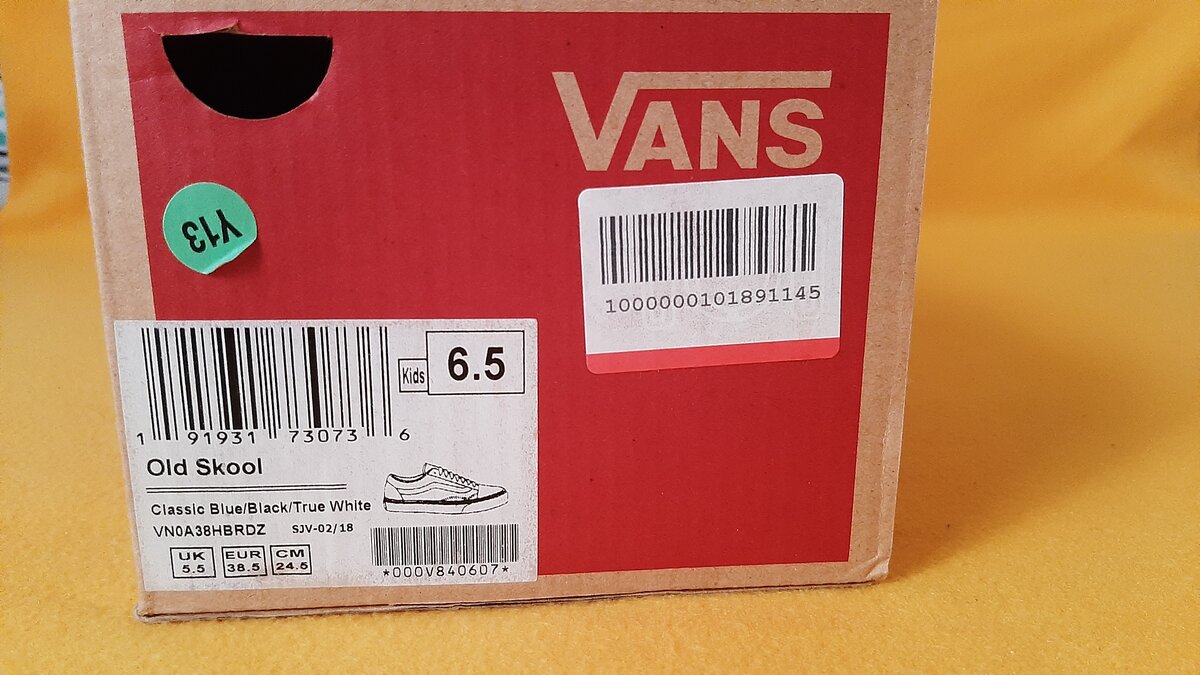 VANS
Y13
1000000101891145
Kids 6.5
1 91931 73073 6
Old Skool
Classic Blue/Black/True White
VN0A38HBRDZ SJV-02/18
UK EUR CM
5.5 38.5 24.5
*000V840607*